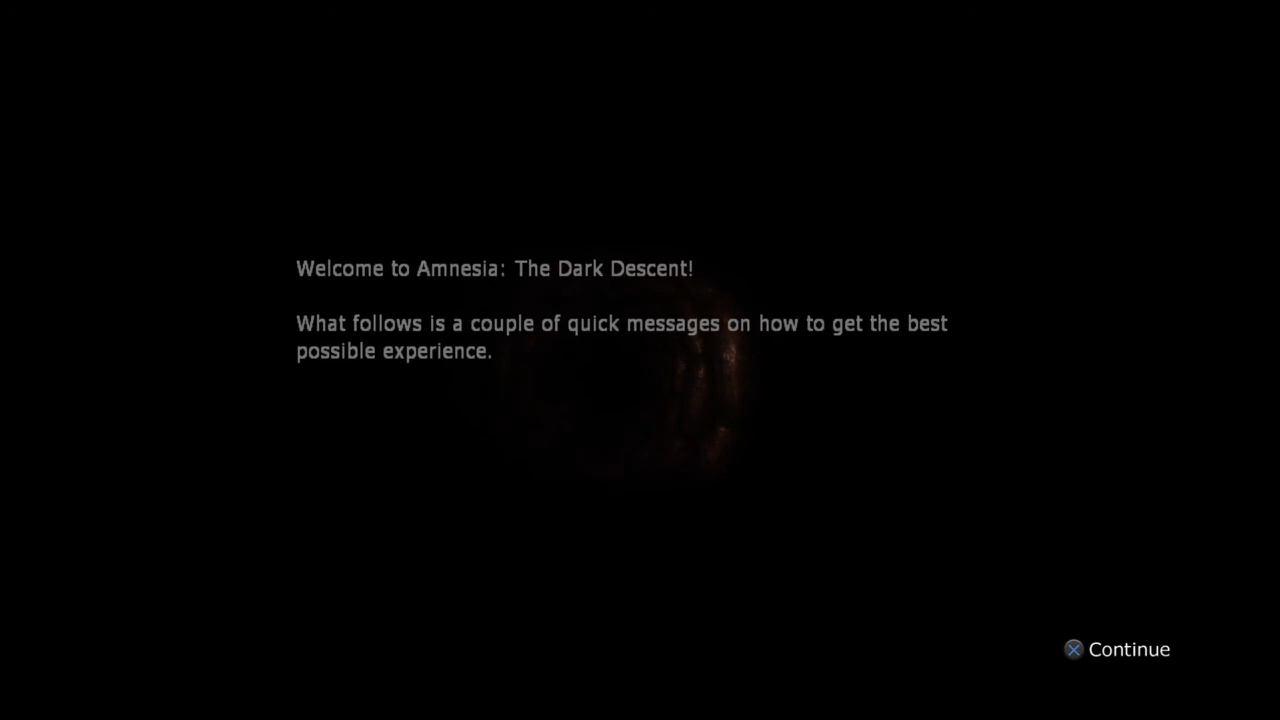 Welcome to Amnesia: The Dark Descent!
What follows is a couple of quick messages on how to get the best
possible experience.
Continue